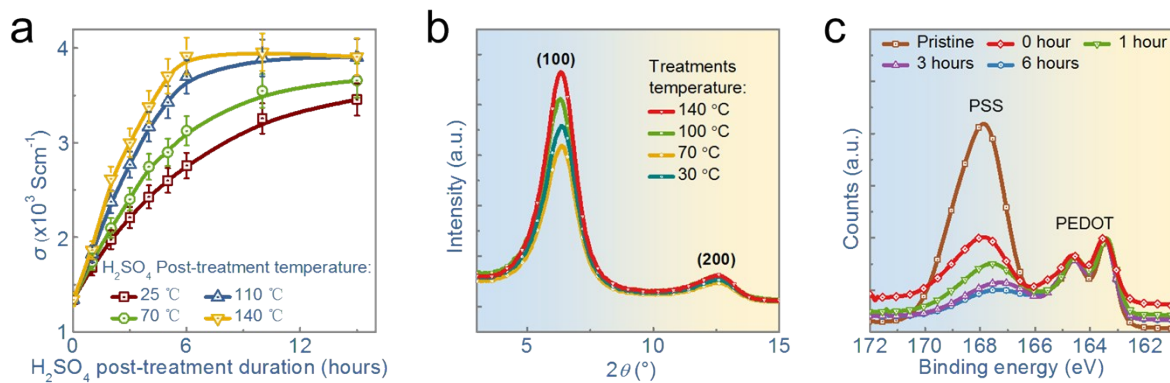 a
σ (x10³ Scm⁻¹)
4
3
2
1
H₂SO₄ Post-treatment temperature:
25 ℃
110 ℃
70 ℃
140 ℃
0
3
6
9
12
15
H₂SO₄ post-treatment duration (hours)
b
Intensity (a.u.)
(100)
(200)
Treatments
temperature:
140 °C
100 °C
70 °C
30 °C
5
10
15
2θ (°)
c
Counts (a.u.)
Pristine
0 hour
1 hour
3 hours
6 hours
PSS
PEDOT
172
170
168
166
164
162
Binding energy (eV)